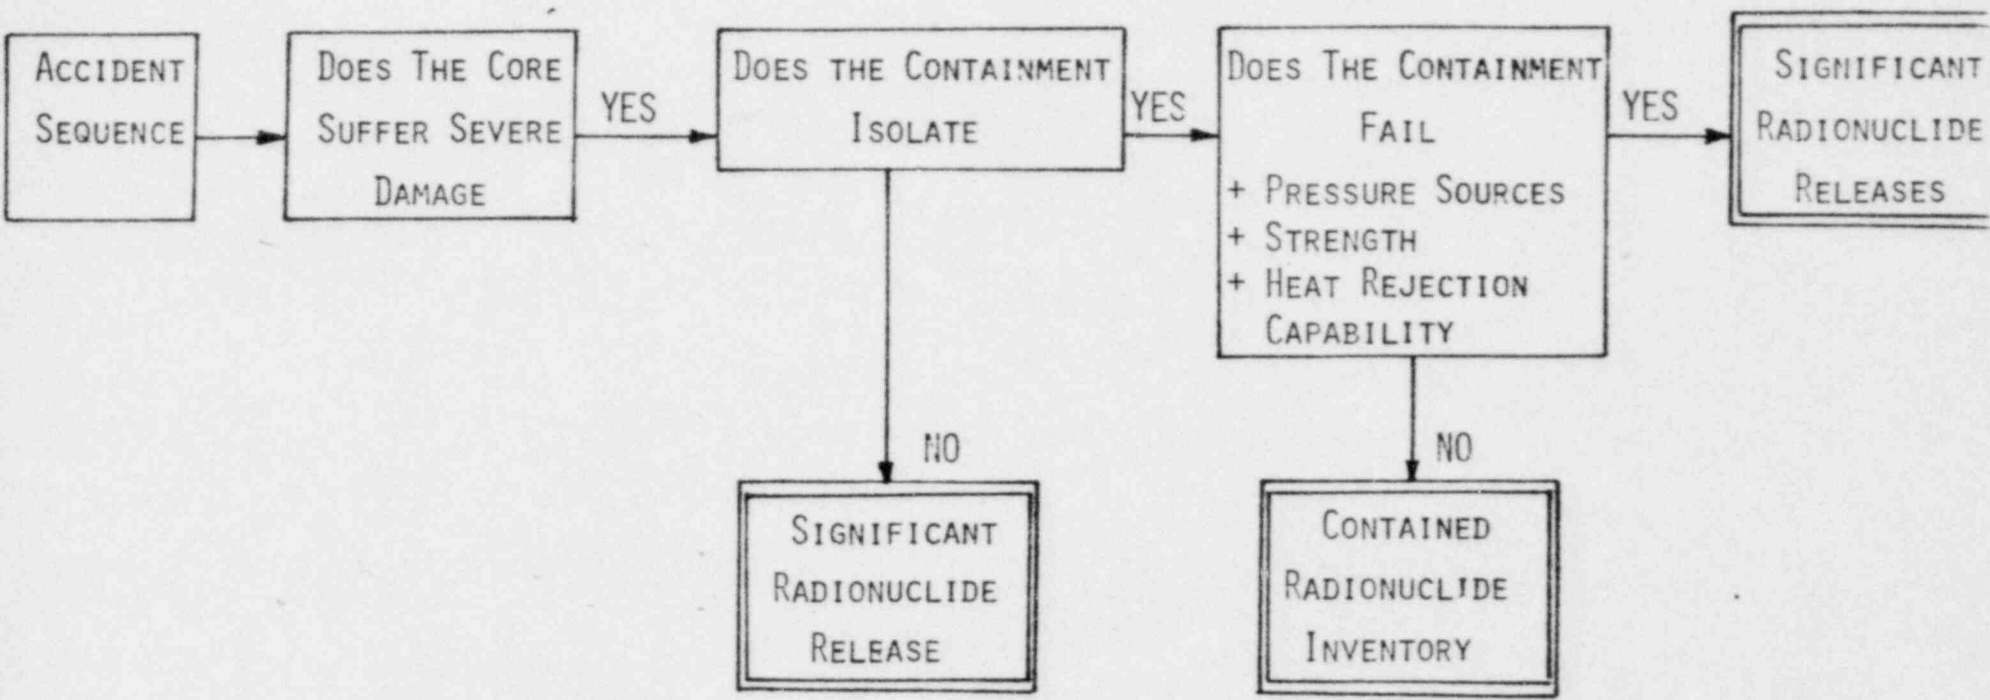 ACCIDENT
SEQUENCE
DOES THE CORE
SUFFER SEVERE
DAMAGE
YES
DOES THE CONTAINMENT
ISOLATE
YES
DOES THE CONTAINMENT
FAIL
+ PRESSURE SOURCES
+ STRENGTH
+ HEAT REJECTION
CAPABILITY
YES
SIGNIFICANT
RADIONUCLIDE
RELEASES
NO
SIGNIFICANT
RADIONUCLIDE
RELEASE
NO
CONTAINED
RADIONUCLIDE
INVENTORY